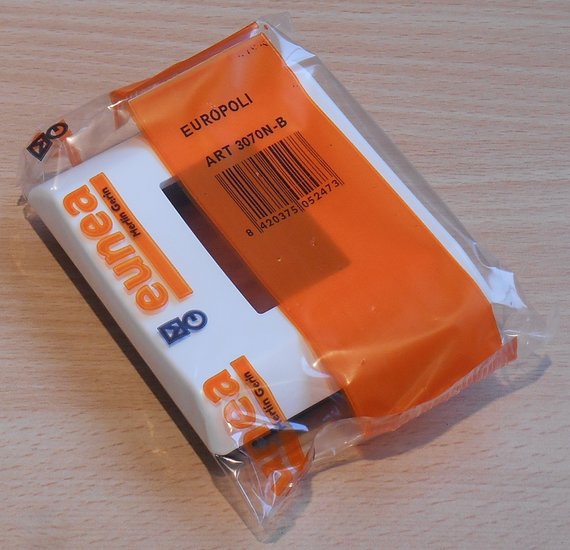 EUROPOLI
ART 3070N-B
8 420375 052473
eunea
Merlin Gerin
eunea
Merlin Gerin